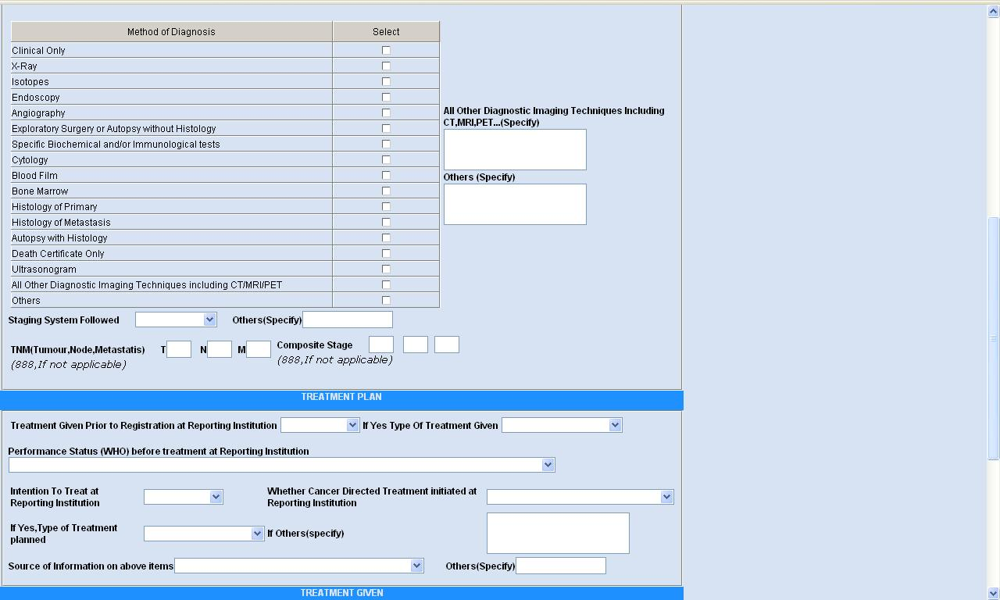 Method of Diagnosis Select
Clinical Only
X-Ray
Isotopes
Endoscopy
Angiography
Exploratory Surgery or Autopsy without Histology
Specific Biochemical and/or Immunological tests
Cytology
Blood Film
Bone Marrow
Histology of Primary
Histology of Metastasis
Autopsy with Histology
Death Certificate Only
Ultrasonogram
All Other Diagnostic Imaging Techniques including CT/MRI/PET
Others
All Other Diagnostic Imaging Techniques Including
CT,MRI,PET...(Specify)
Others (Specify)
Staging System Followed Others(Specify)
TNM(Tumour,Node,Metastatis) T N M Composite Stage
(888,If not applicable) (888,If not applicable)
TREATMENT PLAN
Treatment Given Prior to Registration at Reporting Institution If Yes Type Of Treatment Given
Performance Status (WHO) before treatment at Reporting Institution
Intention To Treat at
Reporting Institution
Whether Cancer Directed Treatment initiated at
Reporting Institution
If Yes,Type of Treatment
planned
If Others(specify)
Source of Information on above items Others(Specify)
TREATMENT GIVEN